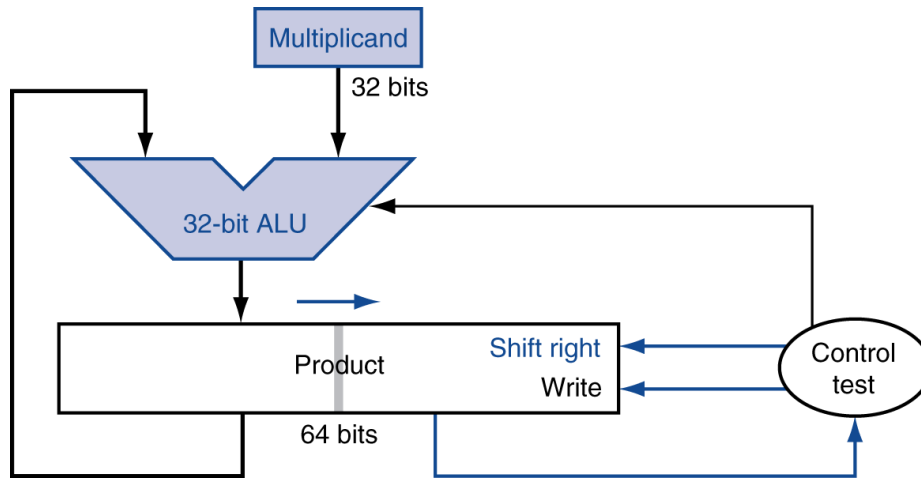 Multiplicand
32 bits
32-bit ALU
Product
Shift right
Write
64 bits
Control
test